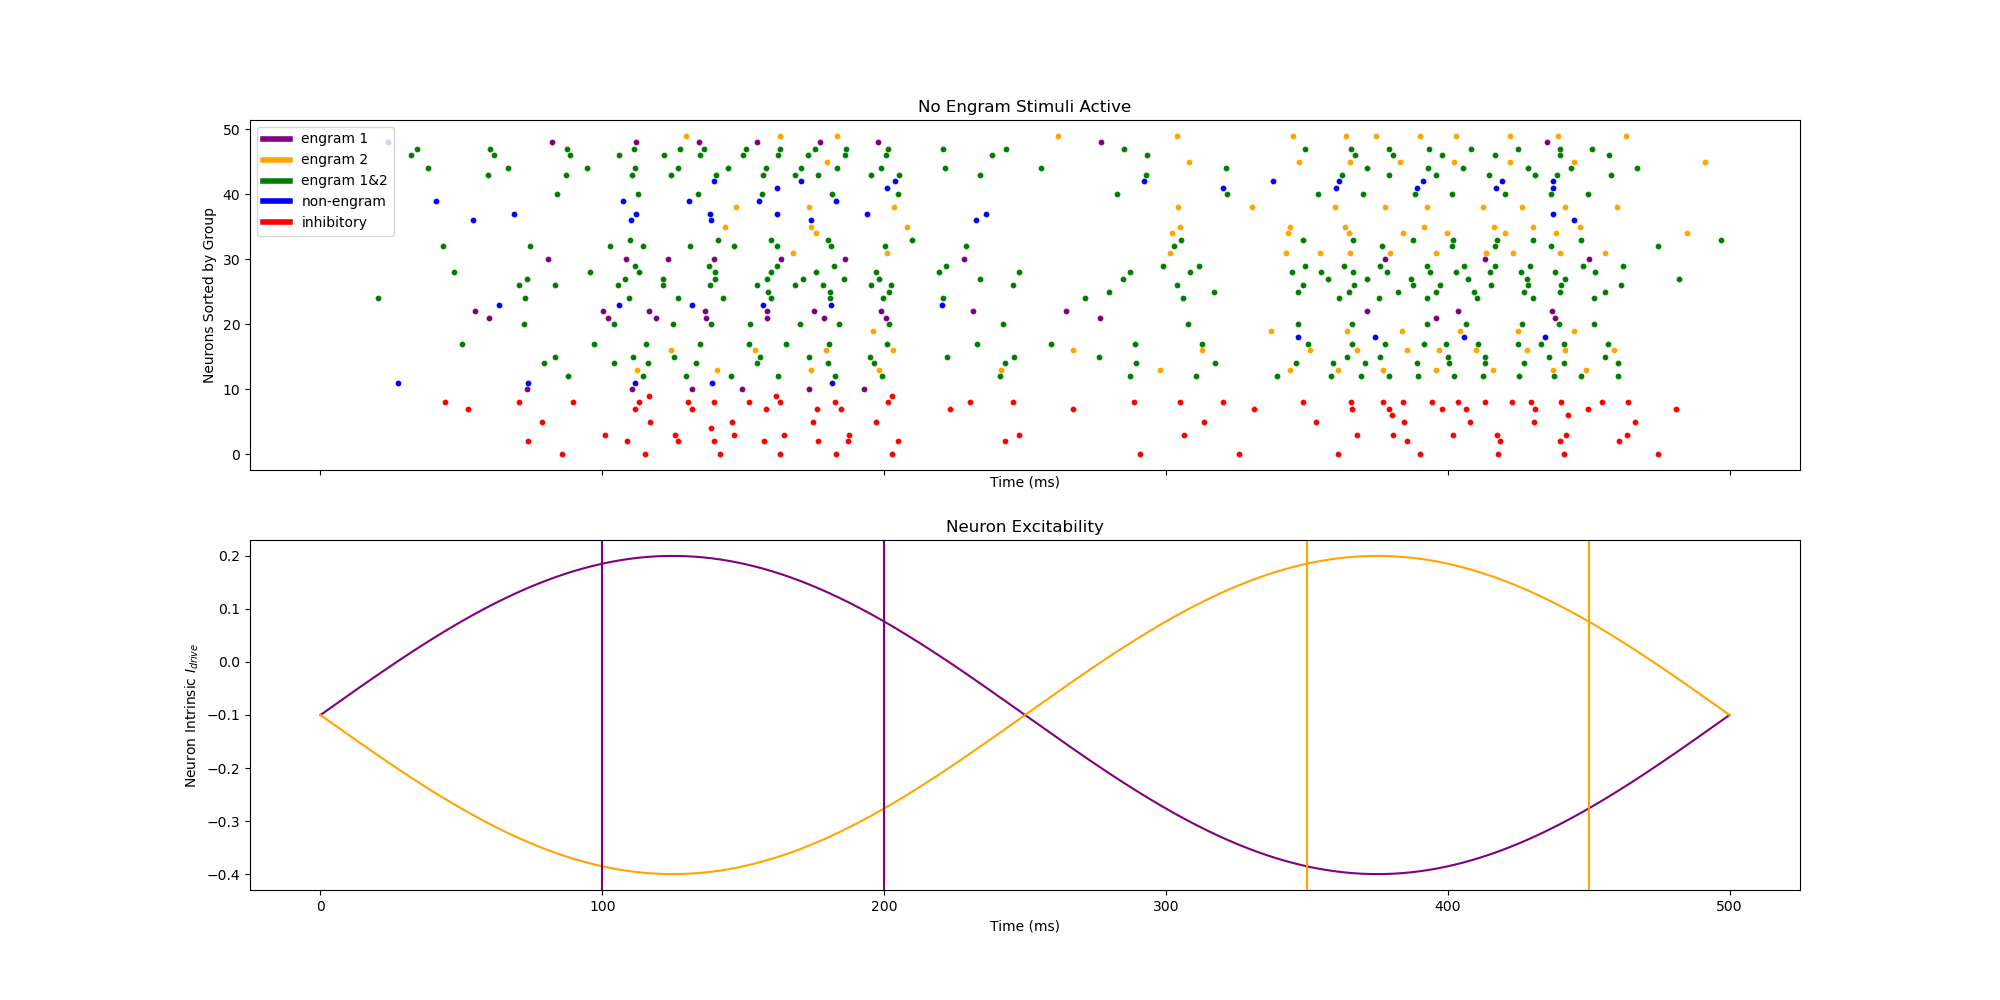 No Engram Stimuli Active
50
40
30
20
10
0
Neurons Sorted by Group
engram 1
engram 2
engram 1&2
non-engram
inhibitory
Time (ms)
Neuron Excitability
0.2
0.1
0.0
−0.1
−0.2
−0.3
−0.4
Neuron Intrinsic I_drive
0 100 200 300 400 500
Time (ms)